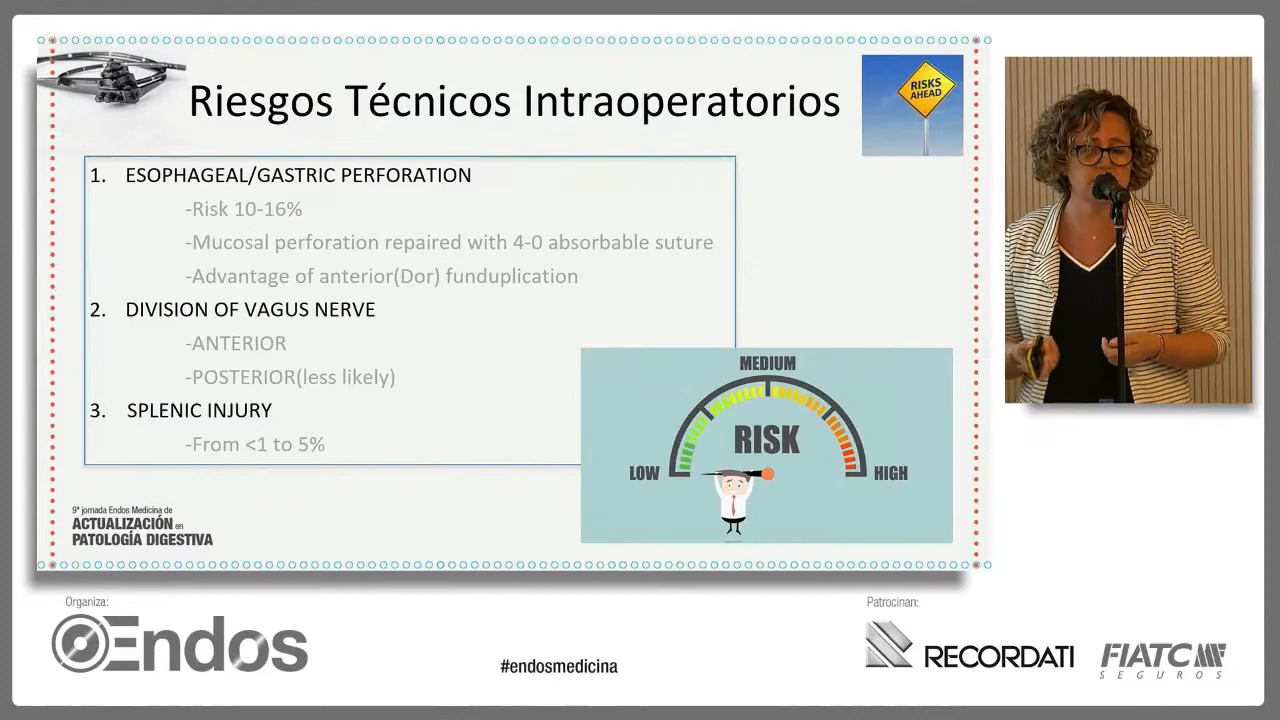 Riesgos Técnicos Intraoperatorios
RISKS
AHEAD
1. ESOPHAGEAL/GASTRIC PERFORATION
-Risk 10-16%
-Mucosal perforation repaired with 4-0 absorbable suture
-Advantage of anterior(Dor) funduplication
2. DIVISION OF VAGUS NERVE
-ANTERIOR
-POSTERIOR(less likely)
3. SPLENIC INJURY
-From <1 to 5%
MEDIUM
RISK
LOW
HIGH
9ª jornada Endos Medicina de
ACTUALIZACIÓN en
PATOLOGÍA DIGESTIVA
Organiza:
Endos
#endosmedicina
Patrocinan:
RECORDATI
FIATC
SEGUROS